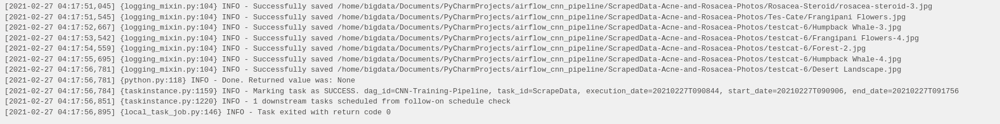 [2021-02-27 04:17:51,045] {logging_mixin.py:104} INFO - Successfully saved /home/bigdata/Documents/PyCharmProjects/airflow_cnn_pipeline/ScrapedData-Acne-and-Rosacea-Photos/Rosacea-Steroid/rosacea-steroid-3.jpg
[2021-02-27 04:17:51,545] {logging_mixin.py:104} INFO - Successfully saved /home/bigdata/Documents/PyCharmProjects/airflow_cnn_pipeline/ScrapedData-Acne-and-Rosacea-Photos/Tes-Cate/Frangipani Flowers.jpg
[2021-02-27 04:17:52,667] {logging_mixin.py:104} INFO - Successfully saved /home/bigdata/Documents/PyCharmProjects/airflow_cnn_pipeline/ScrapedData-Acne-and-Rosacea-Photos/testcat-6/Humpback Whale-3.jpg
[2021-02-27 04:17:53,542] {logging_mixin.py:104} INFO - Successfully saved /home/bigdata/Documents/PyCharmProjects/airflow_cnn_pipeline/ScrapedData-Acne-and-Rosacea-Photos/testcat-6/Frangipani Flowers-4.jpg
[2021-02-27 04:17:54,559] {logging_mixin.py:104} INFO - Successfully saved /home/bigdata/Documents/PyCharmProjects/airflow_cnn_pipeline/ScrapedData-Acne-and-Rosacea-Photos/testcat-6/Forest-2.jpg
[2021-02-27 04:17:55,695] {logging_mixin.py:104} INFO - Successfully saved /home/bigdata/Documents/PyCharmProjects/airflow_cnn_pipeline/ScrapedData-Acne-and-Rosacea-Photos/testcat-6/Humpback Whale-4.jpg
[2021-02-27 04:17:56,781] {logging_mixin.py:104} INFO - Successfully saved /home/bigdata/Documents/PyCharmProjects/airflow_cnn_pipeline/ScrapedData-Acne-and-Rosacea-Photos/testcat-6/Desert Landscape.jpg
[2021-02-27 04:17:56,781] {python.py:118} INFO - Done. Returned value was: None
[2021-02-27 04:17:56,784] {taskinstance.py:1159} INFO - Marking task as SUCCESS. dag_id=CNN-Training-Pipeline, task_id=ScrapeData, execution_date=20210227T090844, start_date=20210227T090906, end_date=20210227T091756
[2021-02-27 04:17:56,851] {taskinstance.py:1220} INFO - 1 downstream tasks scheduled from follow-on schedule check
[2021-02-27 04:17:56,895] {local_task_job.py:146} INFO - Task exited with return code 0